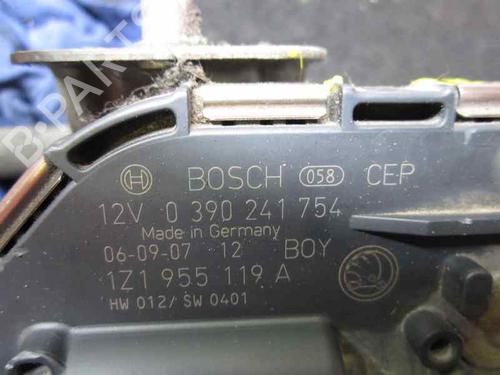 BOSCH 058 CEP
12V 0 390 241 754
Made in Germany
06-09-07 12 BOY
1Z1 955 119 A
HW 012/ SW 0401
B-PARTS